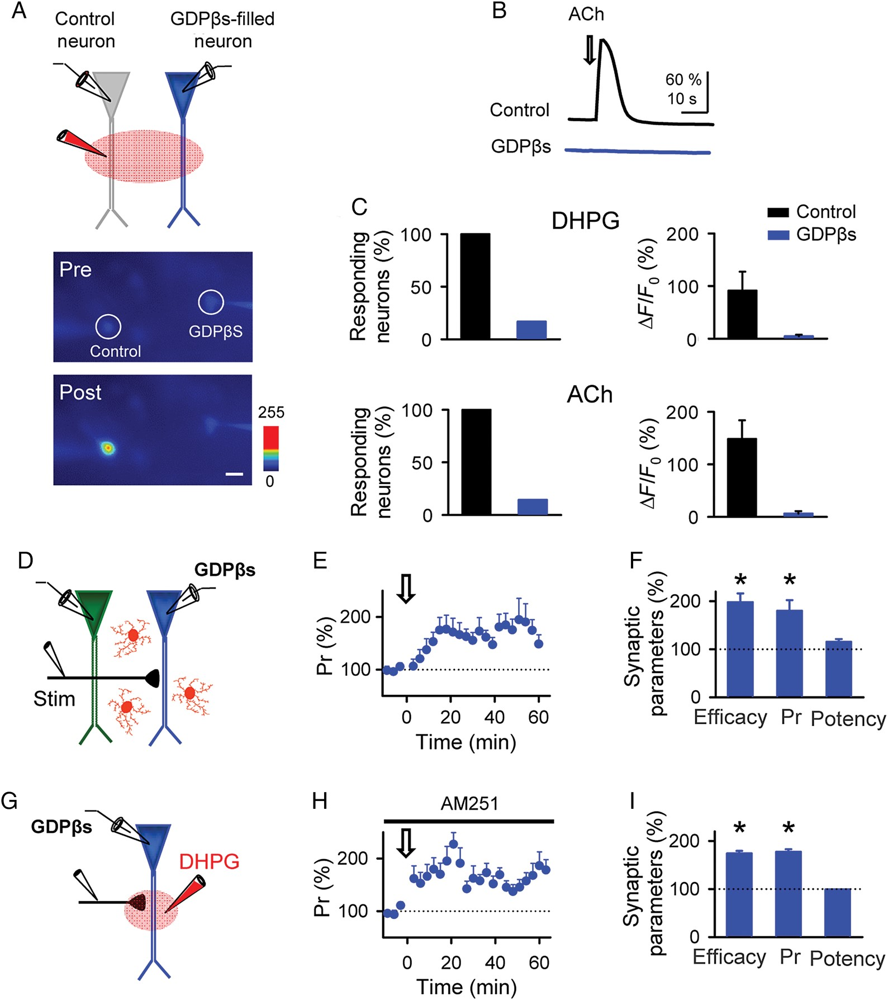 A
Control
neuron
GDPβs-filled
neuron
Pre
GDPβS
Control
Post
255
0
B
ACh
60 %
10 s
Control
GDPβs
C
DHPG
Control
GDPβs
Responding
neurons (%)
100
50
0
ΔF/F0 (%)
200
100
0
ACh
Responding
neurons (%)
100
50
0
ΔF/F0 (%)
200
100
0
D
GDPβs
Stim
E
Pr (%)
200
100
0 20 40 60
Time (min)
F
Synaptic
parameters (%)
200
100
0
* *
Efficacy Pr Potency
G
GDPβs
DHPG
H
AM251
Pr (%)
200
100
0 20 40 60
Time (min)
I
Synaptic
parameters (%)
200
100
0
* *
Efficacy Pr Potency